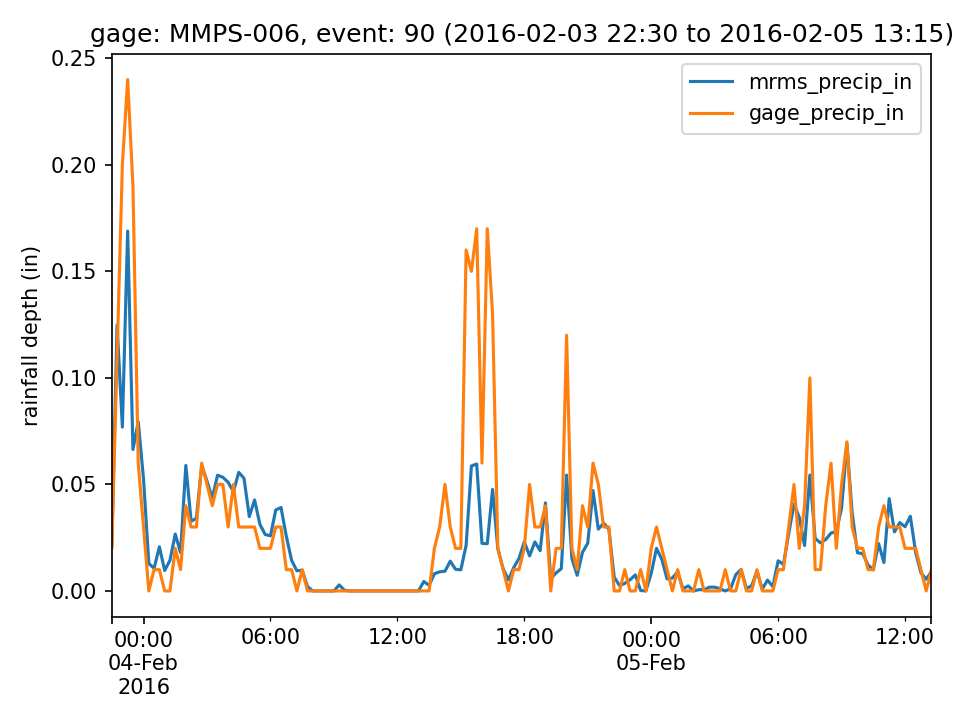 gage: MMPS-006, event: 90 (2016-02-03 22:30 to 2016-02-05 13:15)
mrms_precip_in
gage_precip_in
rainfall depth (in)
0.25
0.20
0.15
0.10
0.05
0.00
00:00 06:00 12:00 18:00 00:00 06:00 12:00
04-Feb 05-Feb
2016